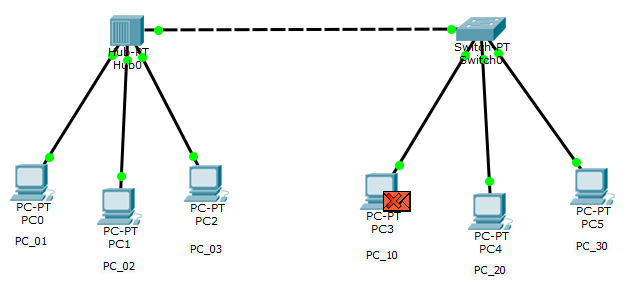 Hub-PT
Hub0
Switch-PT
Switch0
PC-PT
PC0
PC_01
PC-PT
PC1
PC_02
PC-PT
PC2
PC_03
PC-PT
PC3
PC_10
PC-PT
PC4
PC_20
PC-PT
PC5
PC_30